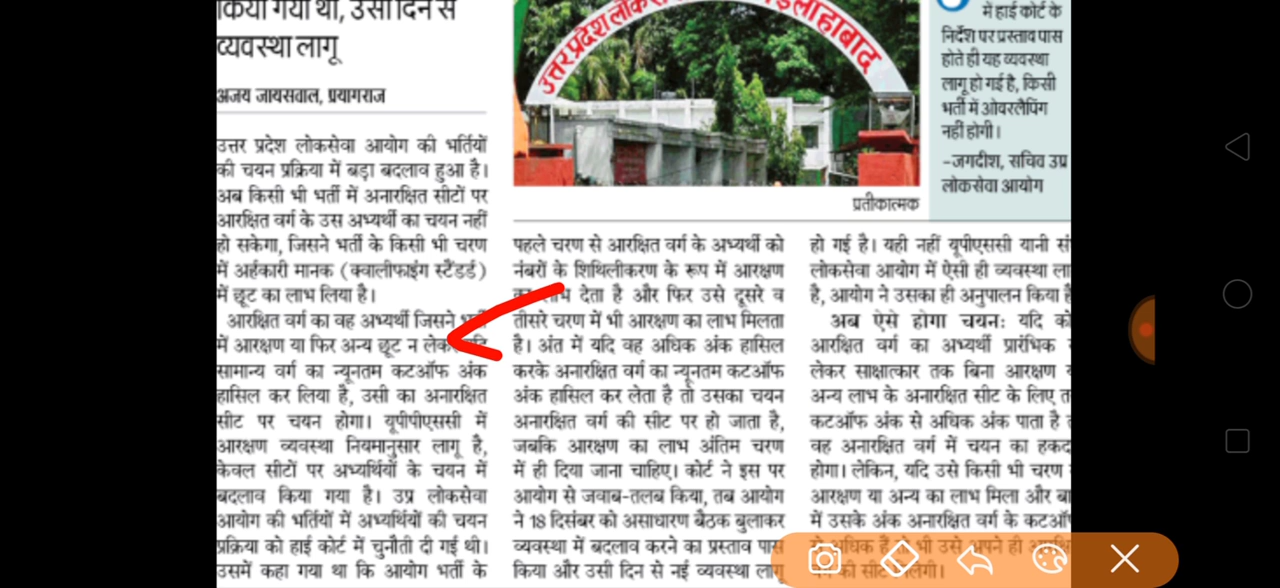 किया गया था, उसी दिन से
व्यवस्था लागू
अजय जायसवाल, प्रयागराज
उत्तर प्रदेश लोकसेवा आयोग की भर्तियों
की चयन प्रक्रिया में बड़ा बदलाव हुआ है।
अब किसी भी भर्ती में अनारक्षित सीटों पर
आरक्षित वर्ग के उस अभ्यर्थी का चयन नहीं
हो सकेगा, जिसने भर्ती के किसी भी चरण
में अर्हकारी मानक (क्वालीफाइंग स्टैंडर्ड)
में छूट का लाभ लिया है।
आरक्षित वर्ग का वह अभ्यर्थी जिसने
में आरक्षण या फिर अन्य छूट न लेकर
सामान्य वर्ग का न्यूनतम कटऑफ अंक
हासिल कर लिया है, उसी का अनारक्षित
सीट पर चयन होगा। यूपीपीएससी में
आरक्षण व्यवस्था नियमानुसार लागू है,
केवल सीटों पर अभ्यर्थियों के चयन में
बदलाव किया गया है। उप्र लोकसेवा
आयोग की भर्तियों में अभ्यर्थियों की चयन
प्रक्रिया को हाई कोर्ट में चुनौती दी गई थी।
उसमें कहा गया था कि आयोग भर्ती के
उत्तर प्रदेश
इलाहाबाद
प्रतीकात्मक
पहले चरण से आरक्षित वर्ग के अभ्यर्थी को
नंबरों के शिथिलीकरण के रूप में आरक्षण
देता है और फिर उसे दूसरे व
तीसरे चरण में भी आरक्षण का लाभ मिलता
है। अंत में यदि वह अधिक अंक हासिल
करके अनारक्षित वर्ग का न्यूनतम कटऑफ
अंक हासिल कर लेता है तो उसका चयन
अनारक्षित वर्ग की सीट पर हो जाता है,
जबकि आरक्षण का लाभ अंतिम चरण
में ही दिया जाना चाहिए। कोर्ट ने इस पर
आयोग से जवाब-तलब किया, तब आयोग
ने 18 दिसंबर को असाधारण बैठक बुलाकर
व्यवस्था में बदलाव करने का प्रस्ताव पास
किया और उसी दिन से नई व्यवस्था लागू
में हाई कोर्ट के
निर्देश पर प्रस्ताव पास
होते ही यह व्यवस्था
लागू हो गई है, किसी
भर्ती में ओवरलैपिंग
नहीं होगी।
-जगदीश, सचिव उप्र
लोकसेवा आयोग
हो गई है। यही नहीं यूपीएससी यानी
लोकसेवा आयोग में ऐसी ही व्यवस्था
है, आयोग ने उसका ही अनुपालन किया
अब ऐसे होगा चयन: यदि
आरक्षित वर्ग का अभ्यर्थी प्रारंभिक
लेकर साक्षात्कार तक बिना आरक्षण
अन्य लाभ के अनारक्षित सीट के लिए
कटऑफ अंक से अधिक अंक पाता है
वह अनारक्षित वर्ग में चयन का
होगा। लेकिन, यदि उसे किसी भी चरण
आरक्षण या अन्य का लाभ मिला और
में उसके अंक अनारक्षित वर्ग के
अधिक भी उसे अपने ही
की सीट